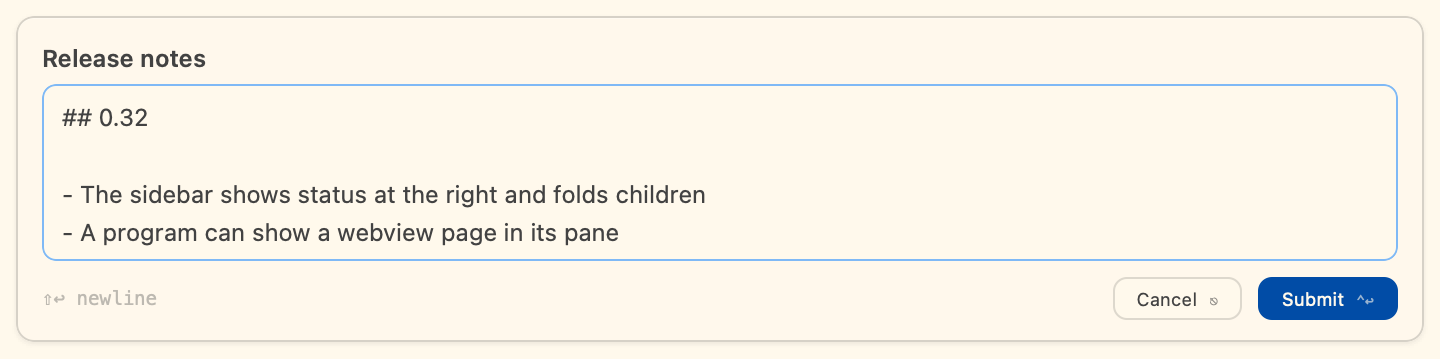 Release notes
## 0.32
- The sidebar shows status at the right and folds children
- A program can show a webview page in its pane
⇧↩ newline
Cancel ⎋
Submit ^↩